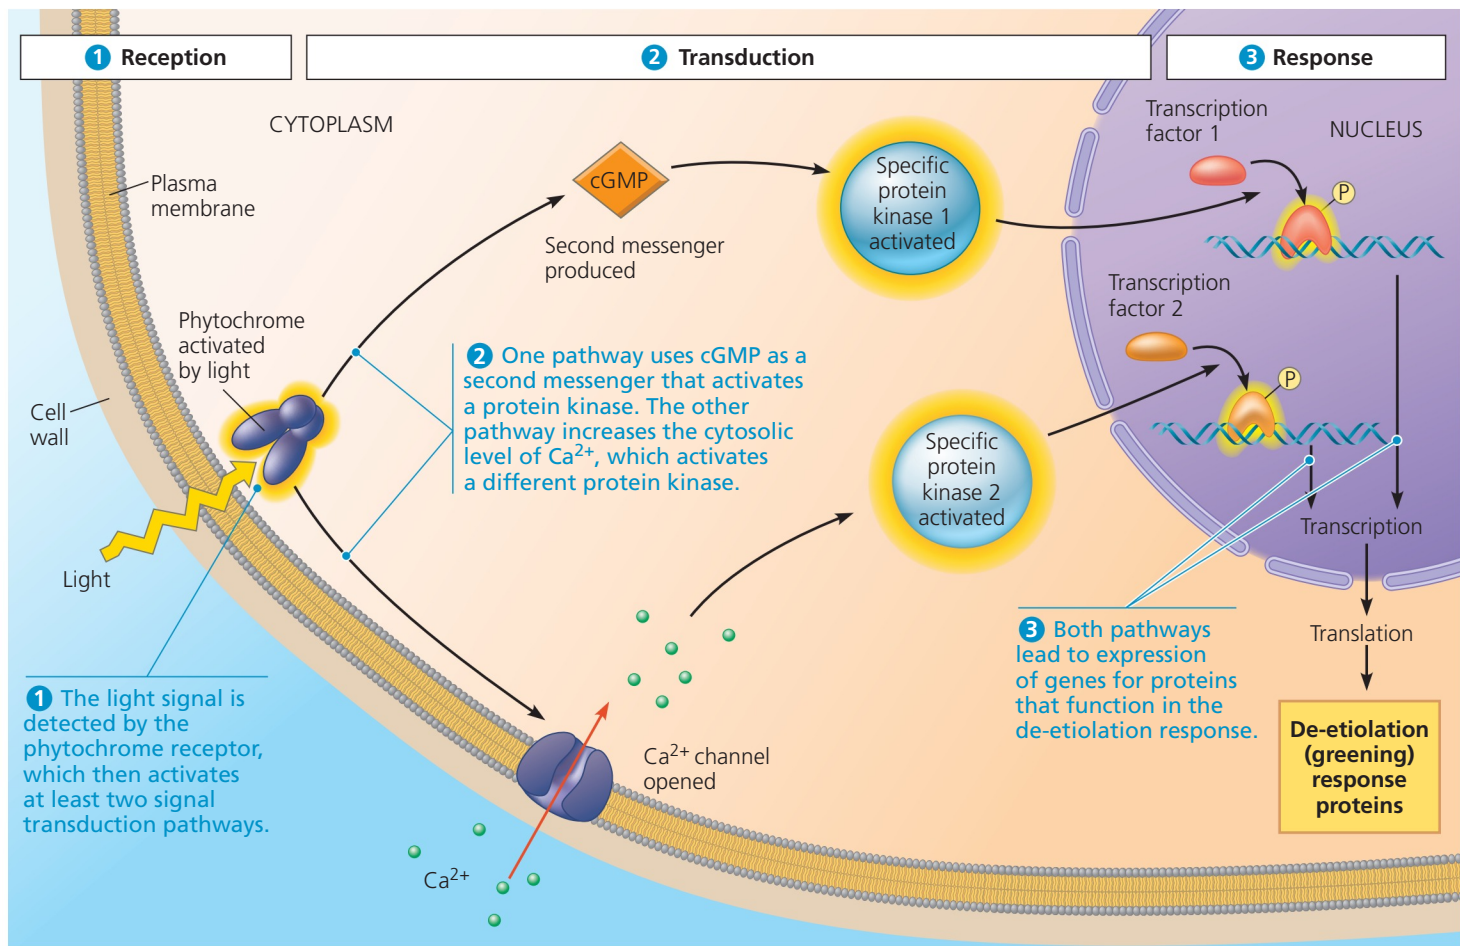 1 Reception
2 Transduction
3 Response
CYTOPLASM
NUCLEUS
Plasma
membrane
Cell
wall
Phytochrome
activated
by light
Light
cGMP
Second messenger
produced
Specific
protein
kinase 1
activated
Transcription
factor 1
P
Transcription
factor 2
P
2 One pathway uses cGMP as a
second messenger that activates
a protein kinase. The other
pathway increases the cytosolic
level of Ca²⁺, which activates
a different protein kinase.
Specific
protein
kinase 2
activated
Transcription
Translation
De-etiolation
(greening)
response
proteins
3 Both pathways
lead to expression
of genes for proteins
that function in the
de-etiolation response.
1 The light signal is
detected by the
phytochrome receptor,
which then activates
at least two signal
transduction pathways.
Ca²⁺ channel
opened
Ca²⁺